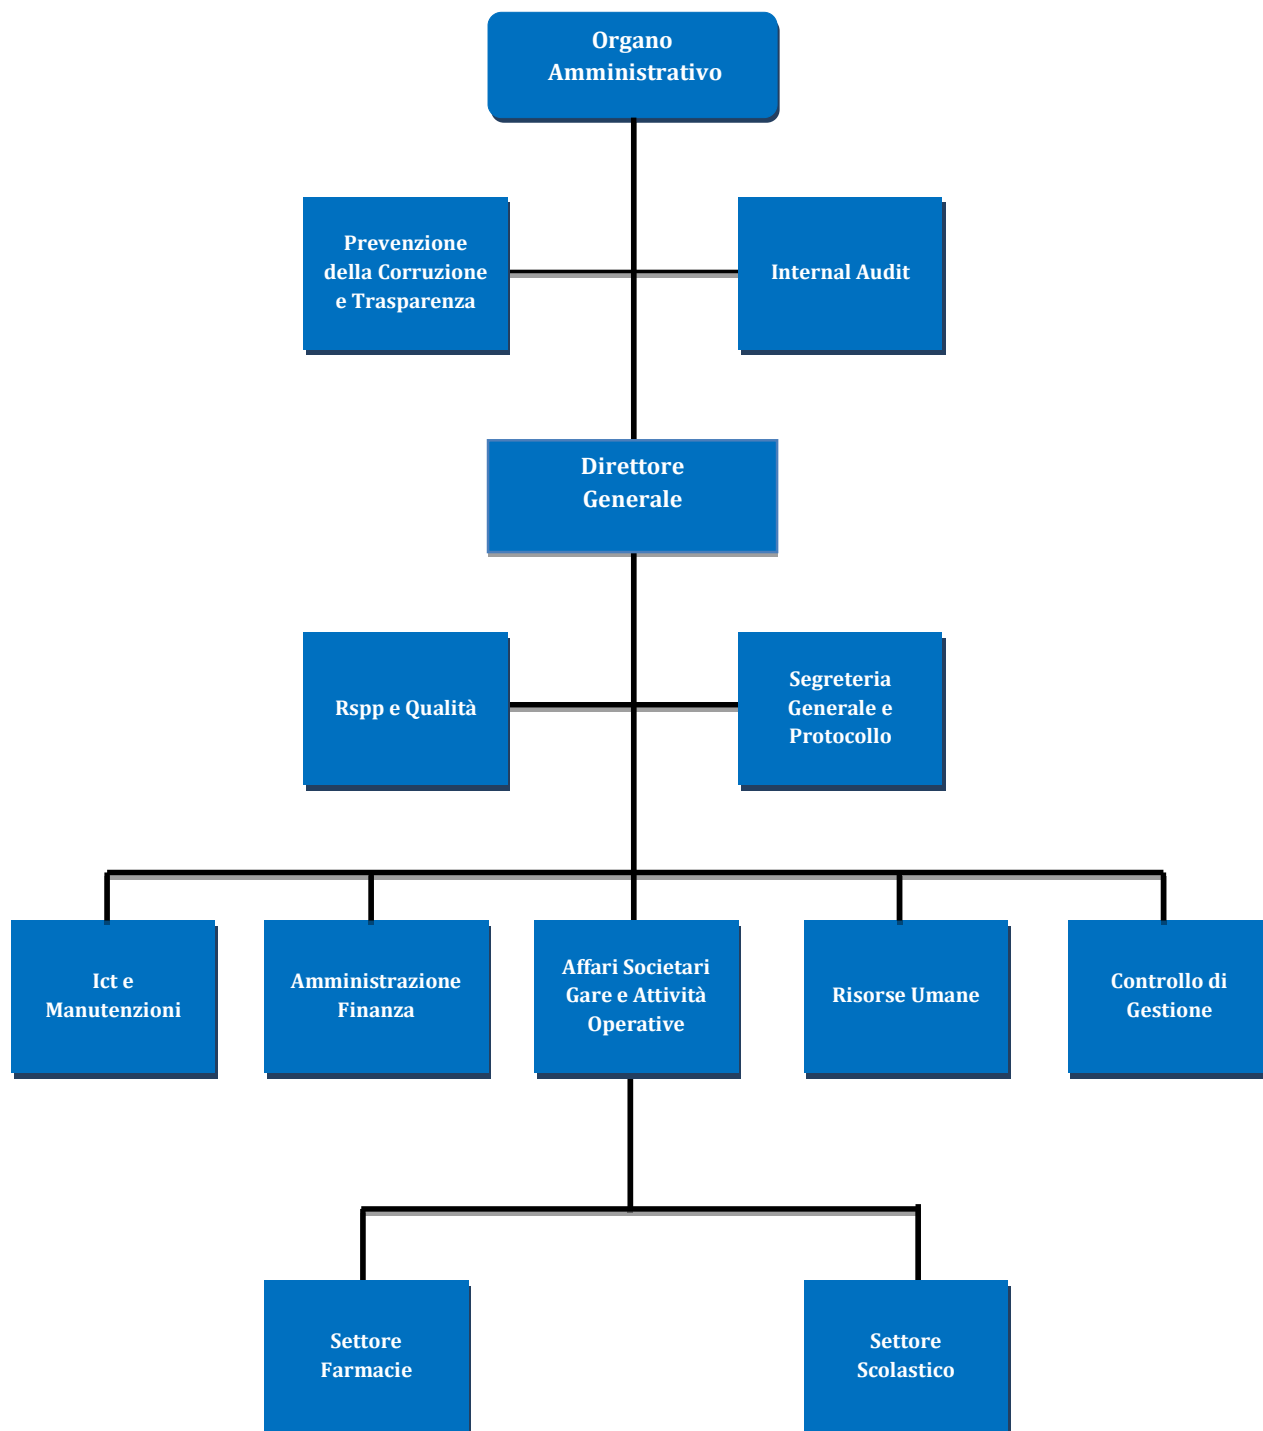 Organo
Amministrativo
Prevenzione
della Corruzione
e Trasparenza
Internal Audit
Direttore
Generale
Rspp e Qualità
Segreteria
Generale e
Protocollo
Ict e
Manutenzioni
Amministrazione
Finanza
Affari Societari
Gare e Attività
Operative
Risorse Umane
Controllo di
Gestione
Settore
Farmacie
Settore
Scolastico